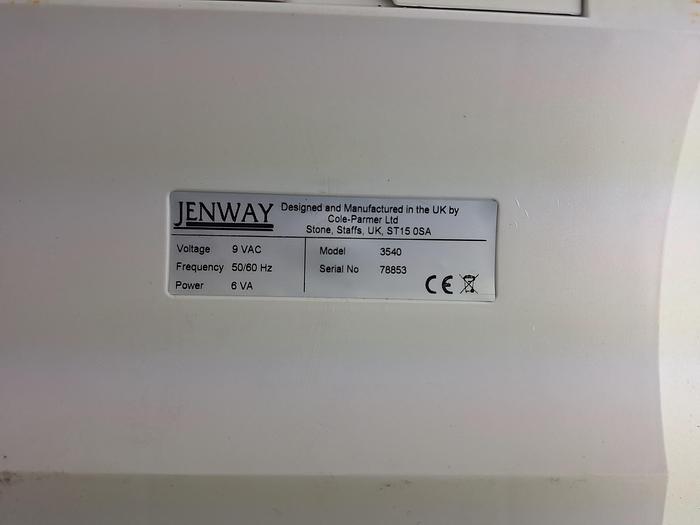 JENWAY
Designed and Manufactured in the UK by
Cole-Parmer Ltd
Stone, Staffs, UK, ST15 0SA
Voltage 9 VAC
Frequency 50/60 Hz
Power 6 VA
Model 3540
Serial No 78853
CE